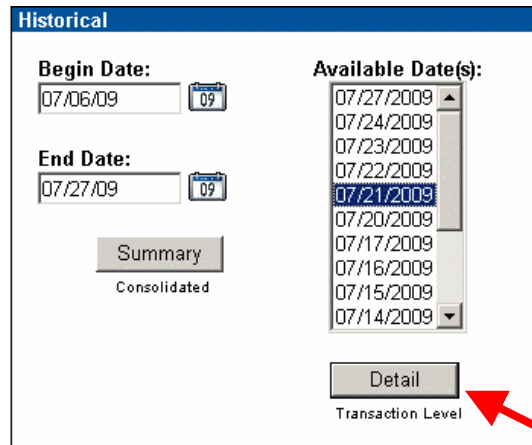 Historical
Begin Date:
07/06/09
09
End Date:
07/27/09
09
Summary
Consolidated
Available Date(s):
07/27/2009
07/24/2009
07/23/2009
07/22/2009
07/21/2009
07/20/2009
07/17/2009
07/16/2009
07/15/2009
07/14/2009
Detail
Transaction Level